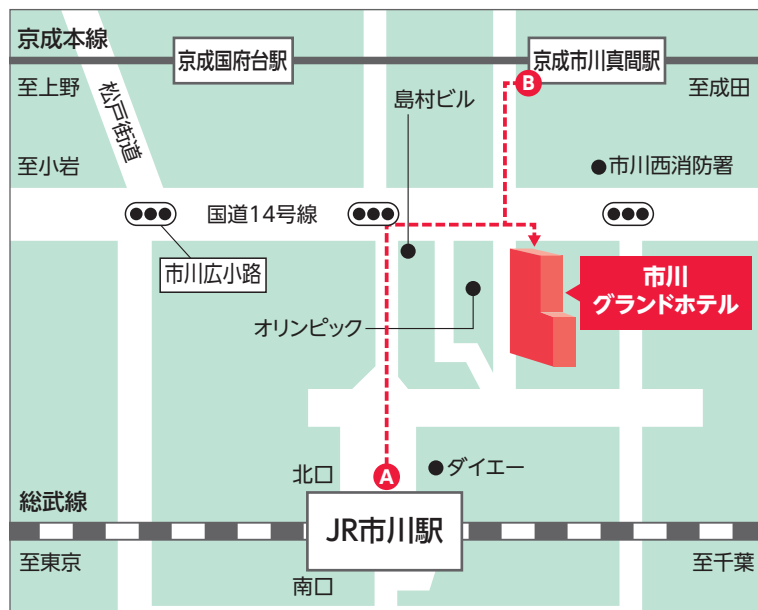 京成本線
京成国府台駅
京成市川真間駅
至上野
松戸街道
島村ビル
B
至成田
至小岩
市川西消防署
国道14号線
市川広小路
市川
グランドホテル
オリンピック
北口
A
ダイエー
総武線
JR市川駅
至東京
南口
至千葉